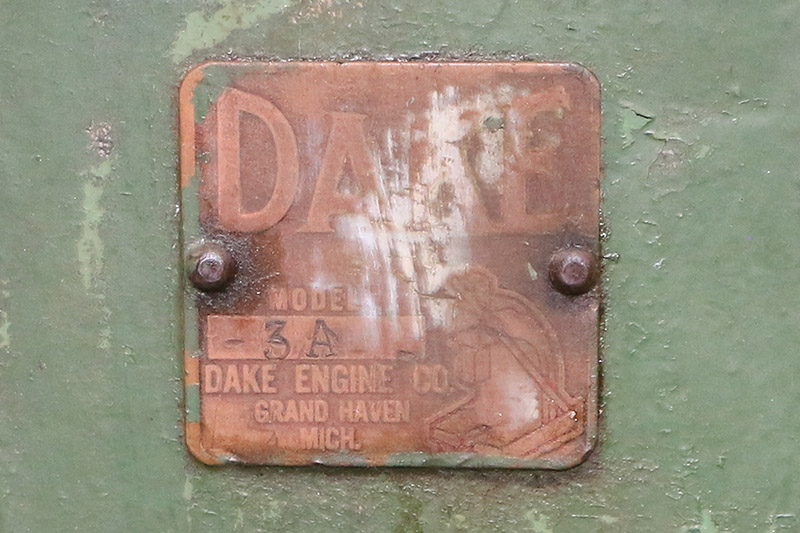 DAKE
MODEL
- 3A - -
DAKE ENGINE CO.
GRAND HAVEN
MICH.